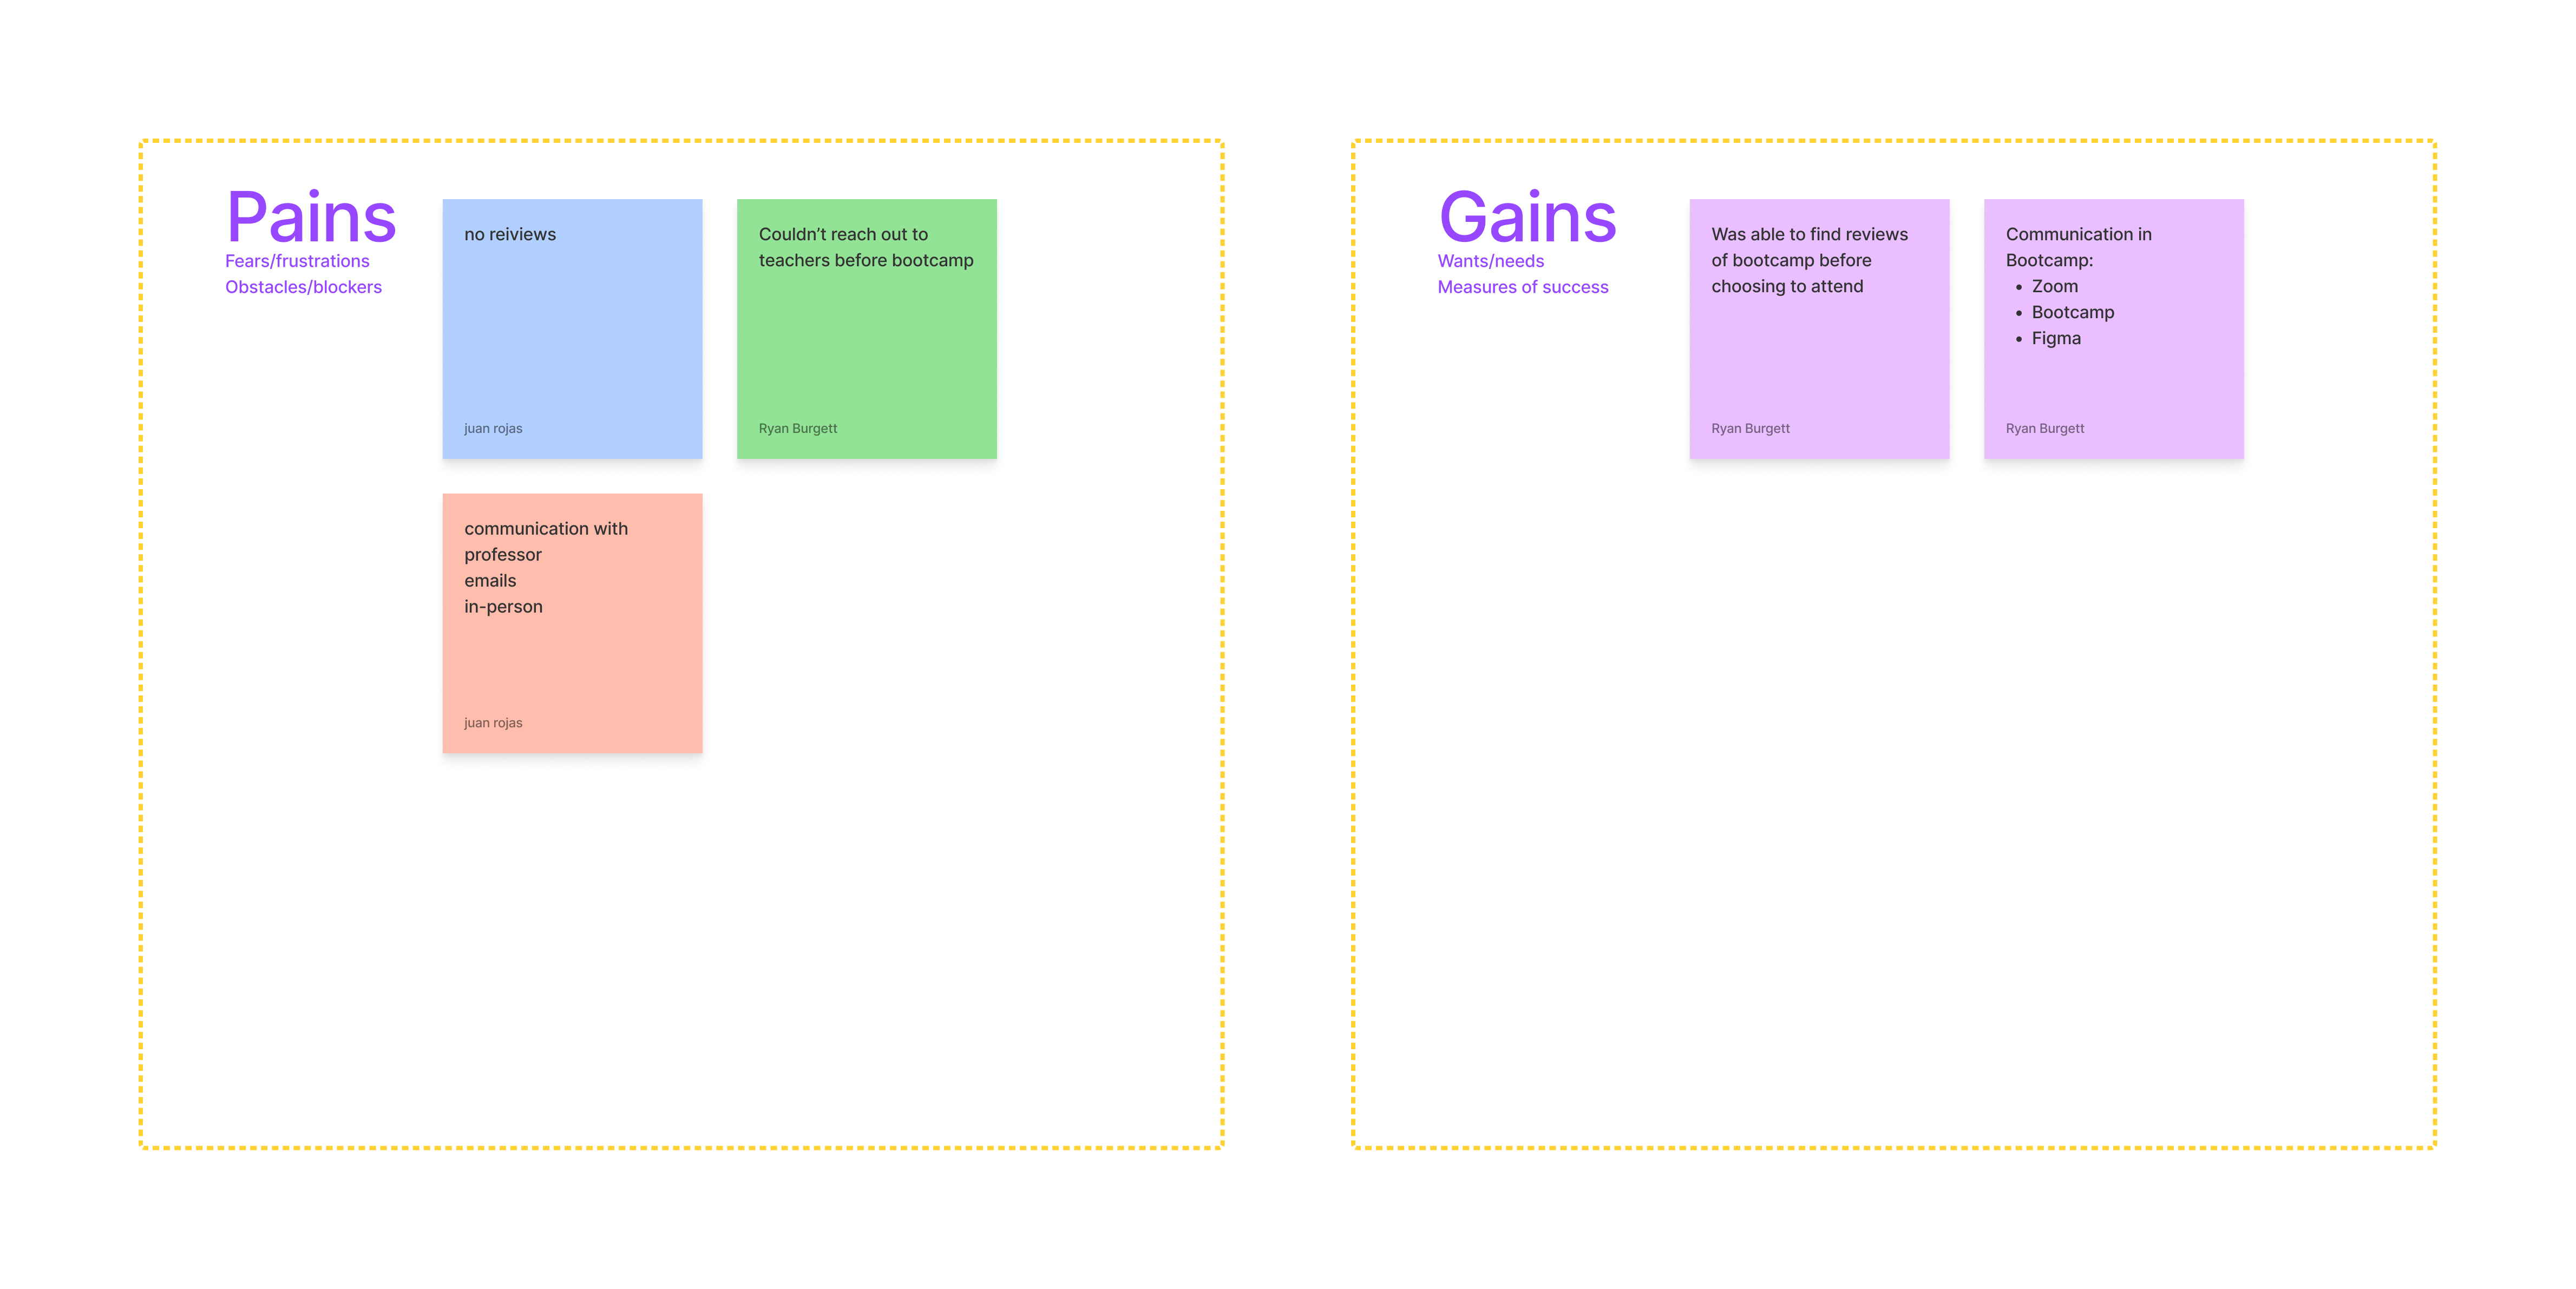 Pains
Fears/frustrations
Obstacles/blockers
no reiviews
juan rojas
Couldn’t reach out to
teachers before bootcamp
Ryan Burgett
communication with
professor
emails
in-person
juan rojas
Gains
Wants/needs
Measures of success
Was able to find reviews
of bootcamp before
choosing to attend
Ryan Burgett
Communication in
Bootcamp:
• Zoom
• Bootcamp
• Figma
Ryan Burgett